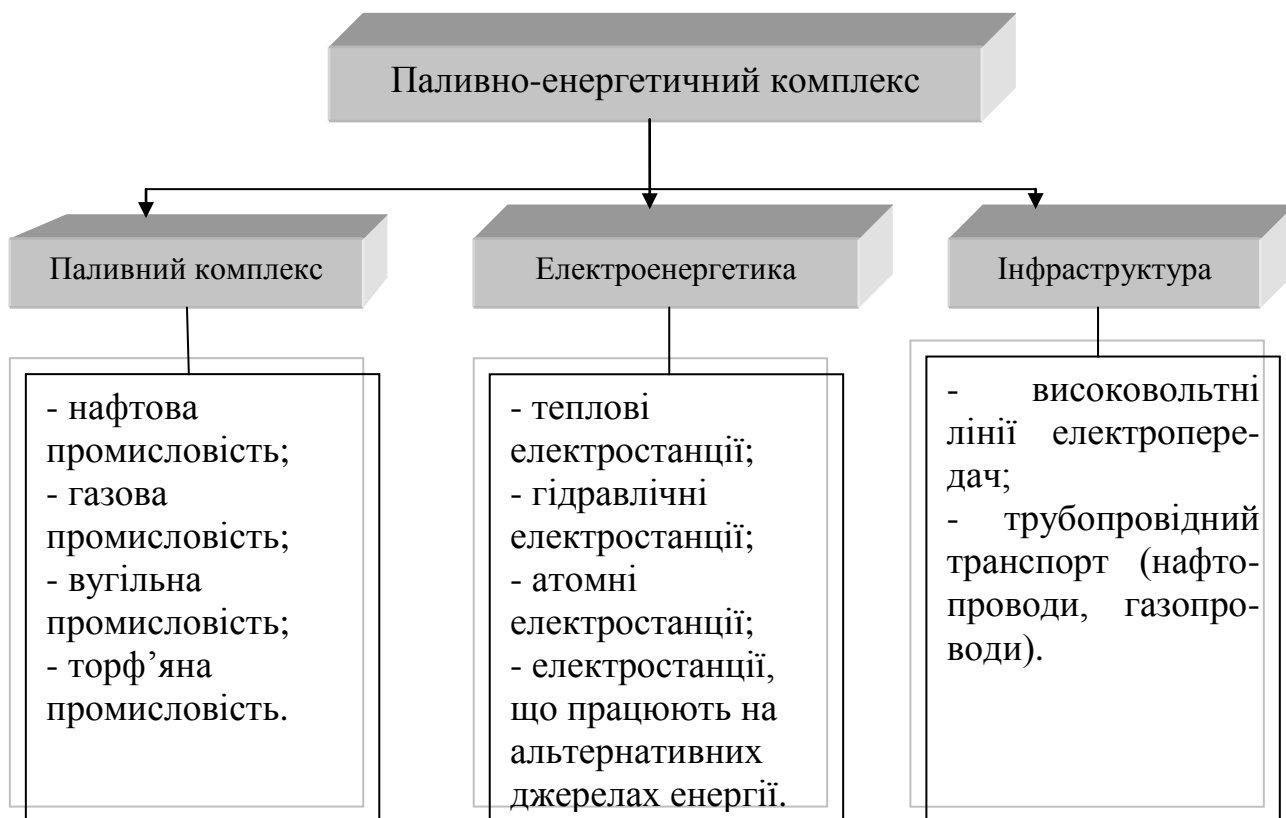 Паливно-енергетичний комплекс
Паливний комплекс
Електроенергетика
Інфраструктура
- нафтова
промисловість;
- газова
промисловість;
- вугільна
промисловість;
- торф’яна
промисловість.
- теплові
електростанції;
- гідравлічні
електростанції;
- атомні
електростанції;
- електростанції,
що працюють на
альтернативних
джерелах енергії.
- високовольтні
лінії електропере-
дач;
- трубопровідний
транспорт (нафто-
проводи, газопро-
води).